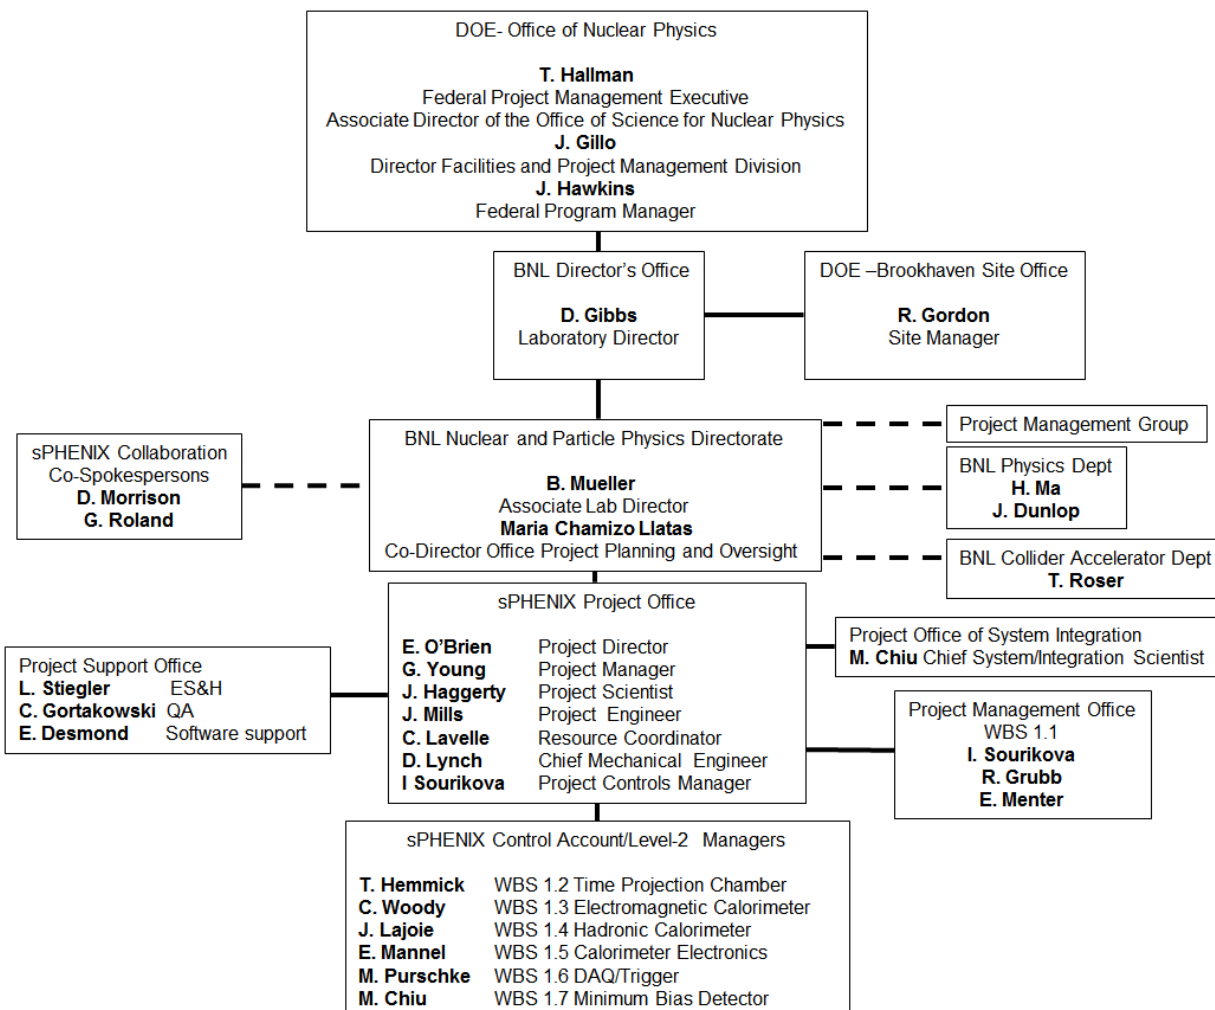 DOE- Office of Nuclear Physics
T. Hallman
Federal Project Management Executive
Associate Director of the Office of Science for Nuclear Physics
J. Gillo
Director Facilities and Project Management Division
J. Hawkins
Federal Program Manager
BNL Director's Office
D. Gibbs
Laboratory Director
DOE –Brookhaven Site Office
R. Gordon
Site Manager
sPHENIX Collaboration
Co-Spokespersons
D. Morrison
G. Roland
BNL Nuclear and Particle Physics Directorate
B. Mueller
Associate Lab Director
Maria Chamizo Llatas
Co-Director Office Project Planning and Oversight
Project Management Group
BNL Physics Dept
H. Ma
J. Dunlop
BNL Collider Accelerator Dept
T. Roser
Project Support Office
L. Stiegler ES&H
C. Gortakowski QA
E. Desmond Software support
sPHENIX Project Office
E. O'Brien Project Director
G. Young Project Manager
J. Haggerty Project Scientist
J. Mills Project Engineer
C. Lavelle Resource Coordinator
D. Lynch Chief Mechanical Engineer
I Sourikova Project Controls Manager
Project Office of System Integration
M. Chiu Chief System/Integration Scientist
Project Management Office
WBS 1.1
I. Sourikova
R. Grubb
E. Menter
sPHENIX Control Account/Level-2 Managers
T. Hemmick WBS 1.2 Time Projection Chamber
C. Woody WBS 1.3 Electromagnetic Calorimeter
J. Lajoie WBS 1.4 Hadronic Calorimeter
E. Mannel WBS 1.5 Calorimeter Electronics
M. Purschke WBS 1.6 DAQ/Trigger
M. Chiu WBS 1.7 Minimum Bias Detector